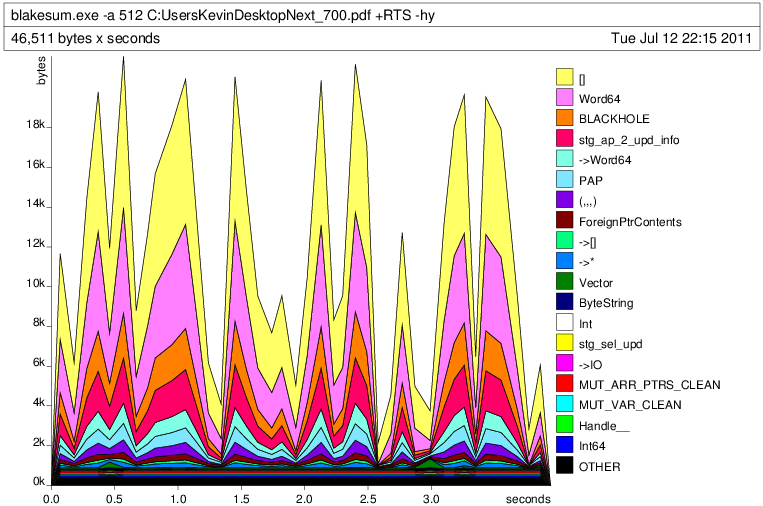 blakesum.exe -a 512 C:UsersKevinDesktopNext_700.pdf +RTS -hy
46,511 bytes x seconds
Tue Jul 12 22:15 2011
bytes
18k
16k
14k
12k
10k
8k
6k
4k
2k
0k
0.0 0.5 1.0 1.5 2.0 2.5 3.0 seconds
[]
Word64
BLACKHOLE
stg_ap_2_upd_info
->Word64
PAP
(,,,)
ForeignPtrContents
->[]
->*
Vector
ByteString
Int
stg_sel_upd
->IO
MUT_ARR_PTRS_CLEAN
MUT_VAR_CLEAN
Handle__
Int64
OTHER